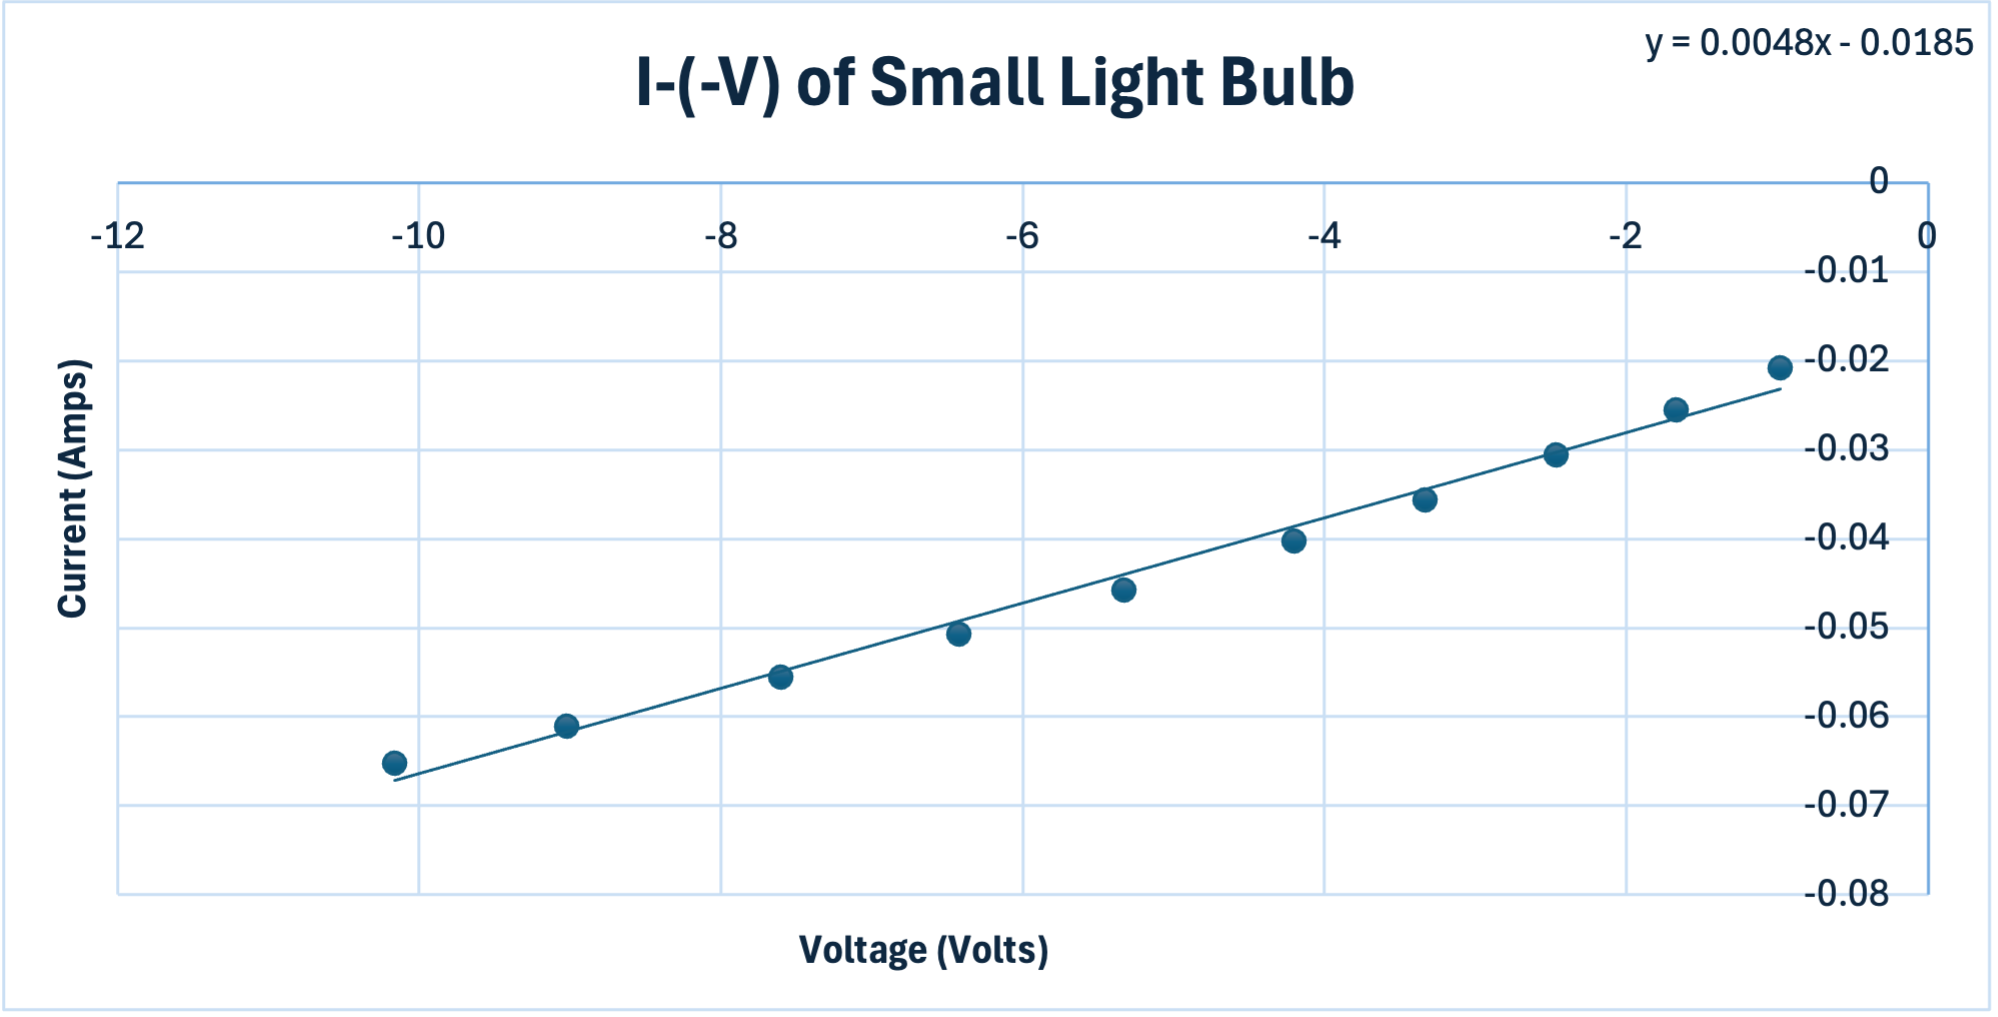 y = 0.0048x - 0.0185
I-(-V) of Small Light Bulb
0
-12 -10 -8 -6 -4 -2 0
-0.01
-0.02
-0.03
-0.04
-0.05
-0.06
-0.07
-0.08
Current (Amps)
Voltage (Volts)